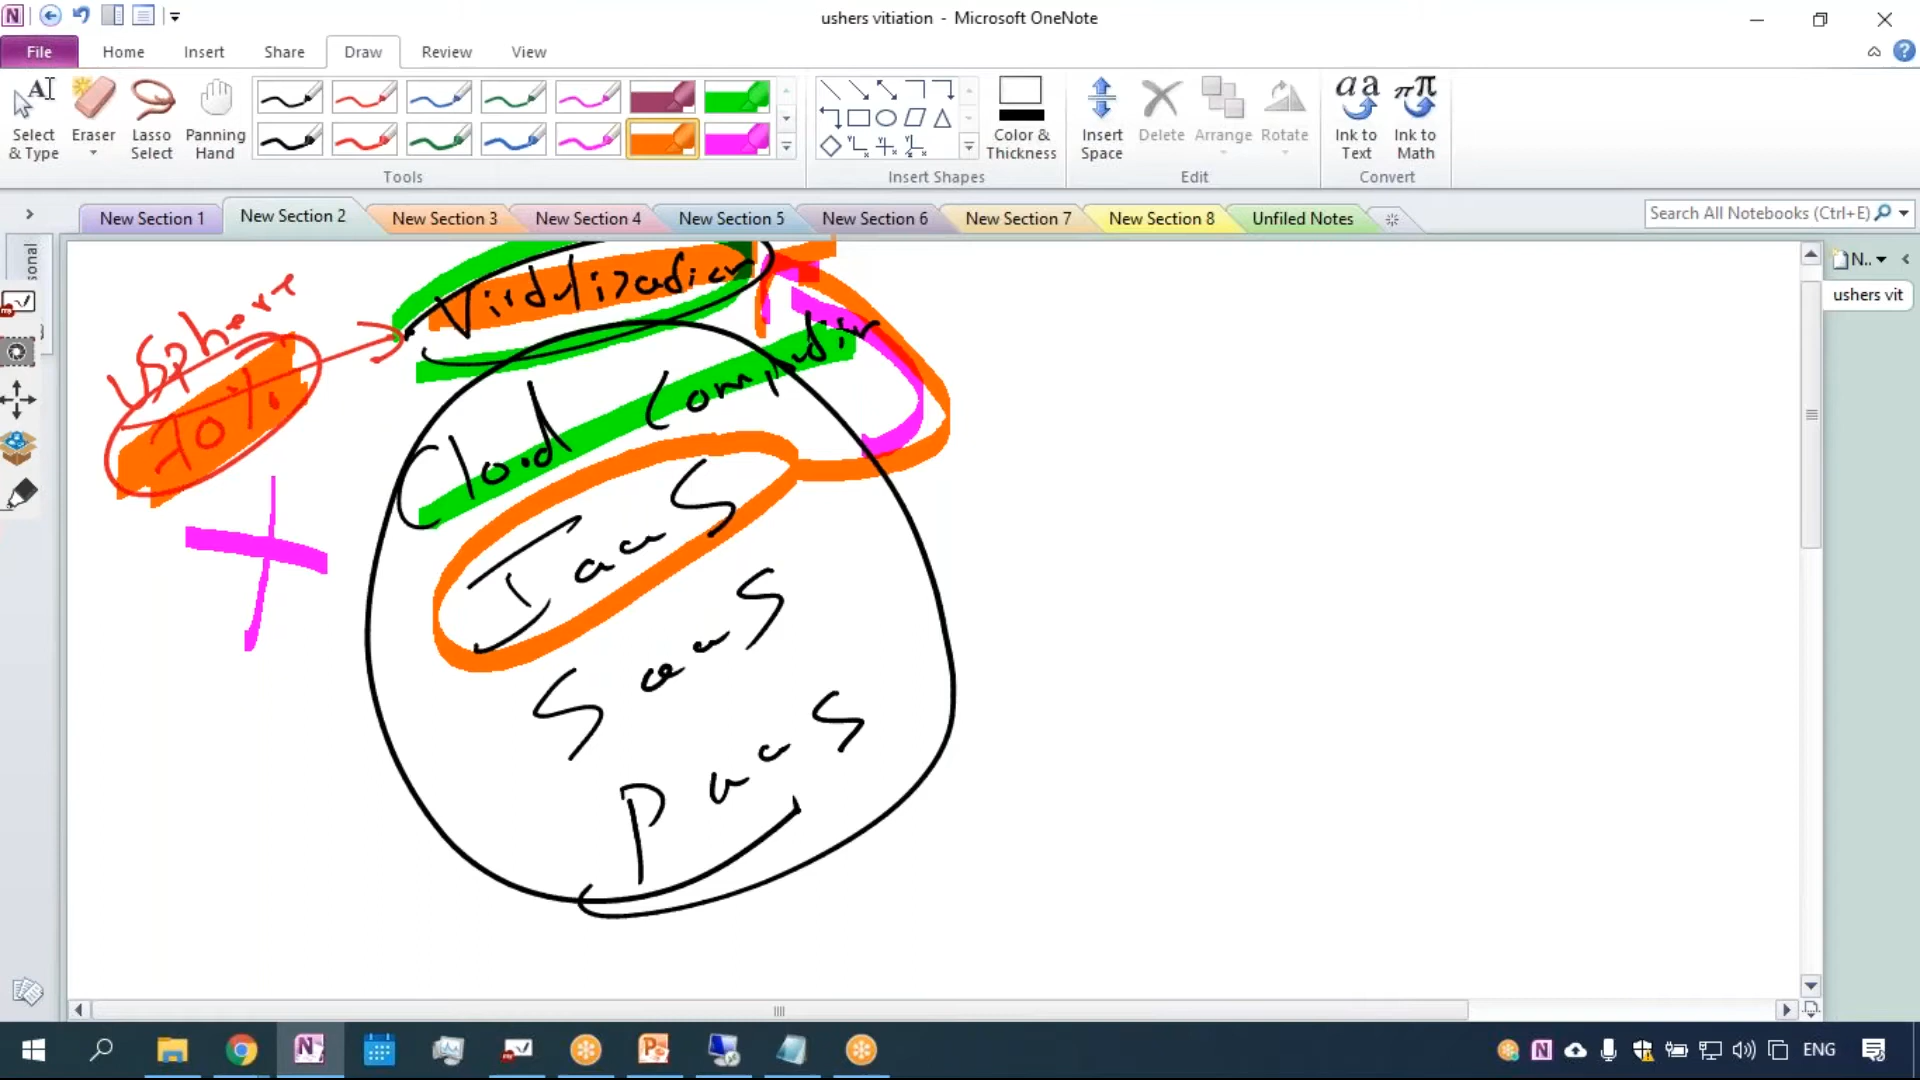 ushers vitiation - Microsoft OneNote
File Home Insert Share Draw Review View
Select & Type
Eraser
Lasso Select
Panning Hand
Color & Thickness
Insert Space
Delete
Arrange
Rotate
Ink to Text
Ink to Math
Tools
Insert Shapes
Edit
Convert
New Section 1
New Section 2
New Section 3
New Section 4
New Section 5
New Section 6
New Section 7
New Section 8
Unfiled Notes
Search All Notebooks (Ctrl+E)
sonal
N..
ushers vit
VSphere
70%
Cloud
IaaS
SaaS
PaaS
ENG